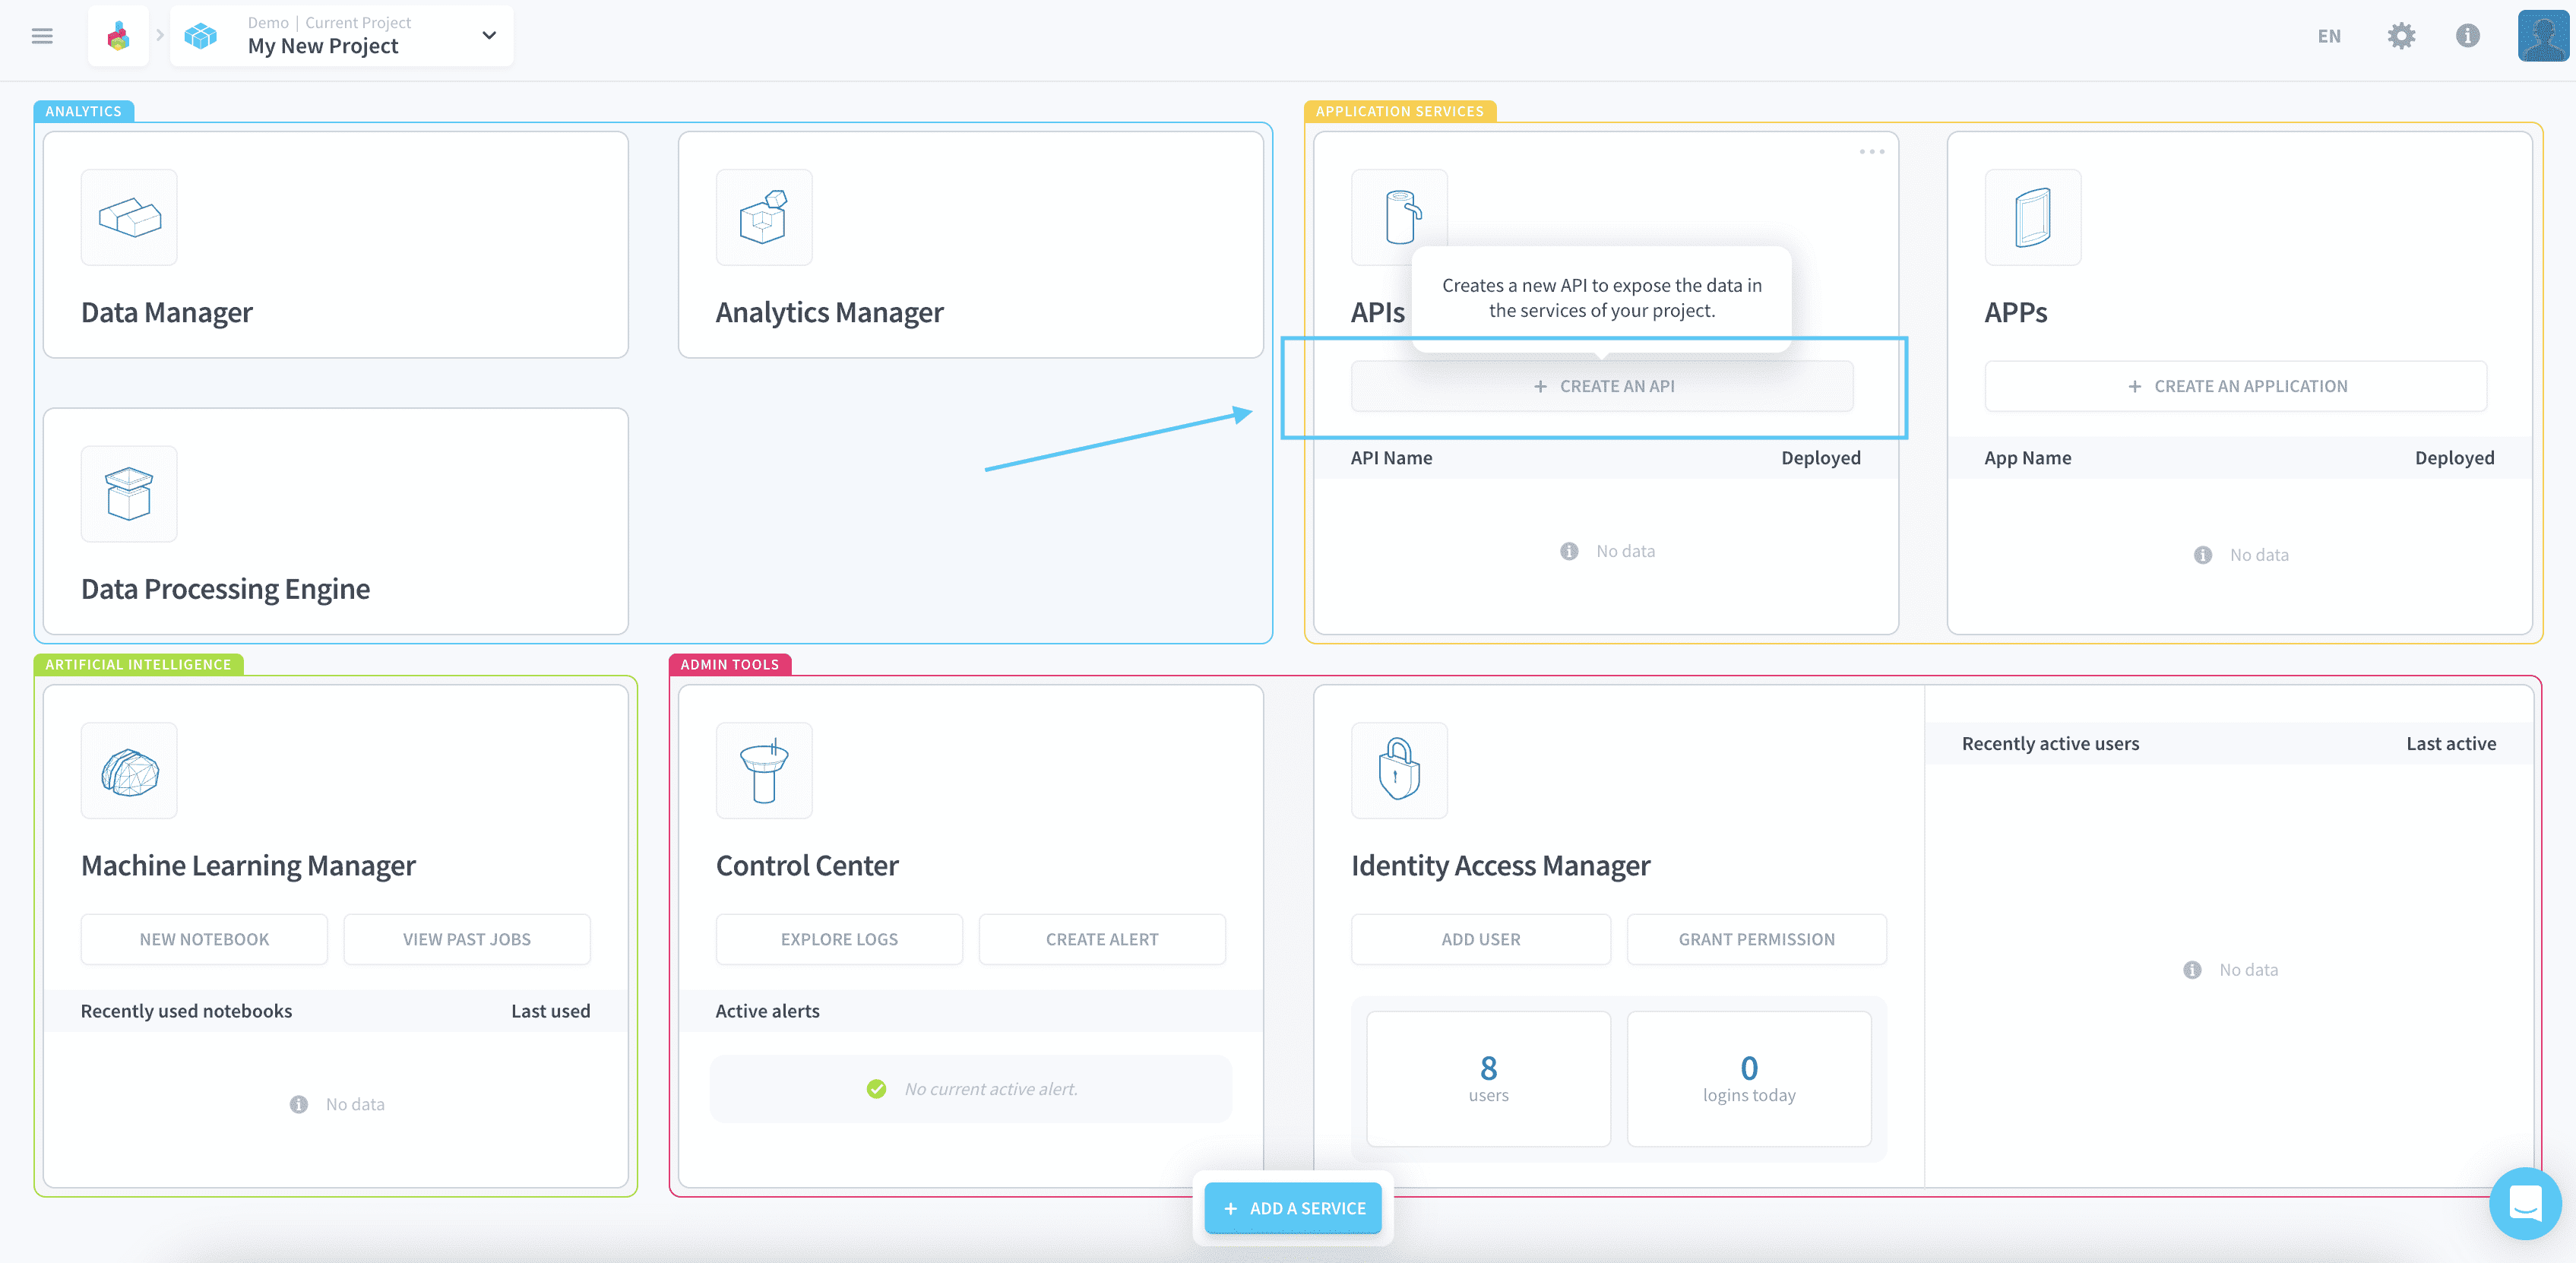 Demo | Current Project
My New Project
EN
ANALYTICS
Data Manager
Analytics Manager
Data Processing Engine
APPLICATION SERVICES
APIs
Creates a new API to expose the data in
the services of your project.
+ CREATE AN API
API Name Deployed
No data
APPs
+ CREATE AN APPLICATION
App Name Deployed
No data
ARTIFICIAL INTELLIGENCE
Machine Learning Manager
NEW NOTEBOOK VIEW PAST JOBS
Recently used notebooks Last used
No data
ADMIN TOOLS
Control Center
EXPLORE LOGS CREATE ALERT
Active alerts
No current active alert.
Identity Access Manager
ADD USER GRANT PERMISSION
8
users
0
logins today
Recently active users Last active
No data
+ ADD A SERVICE